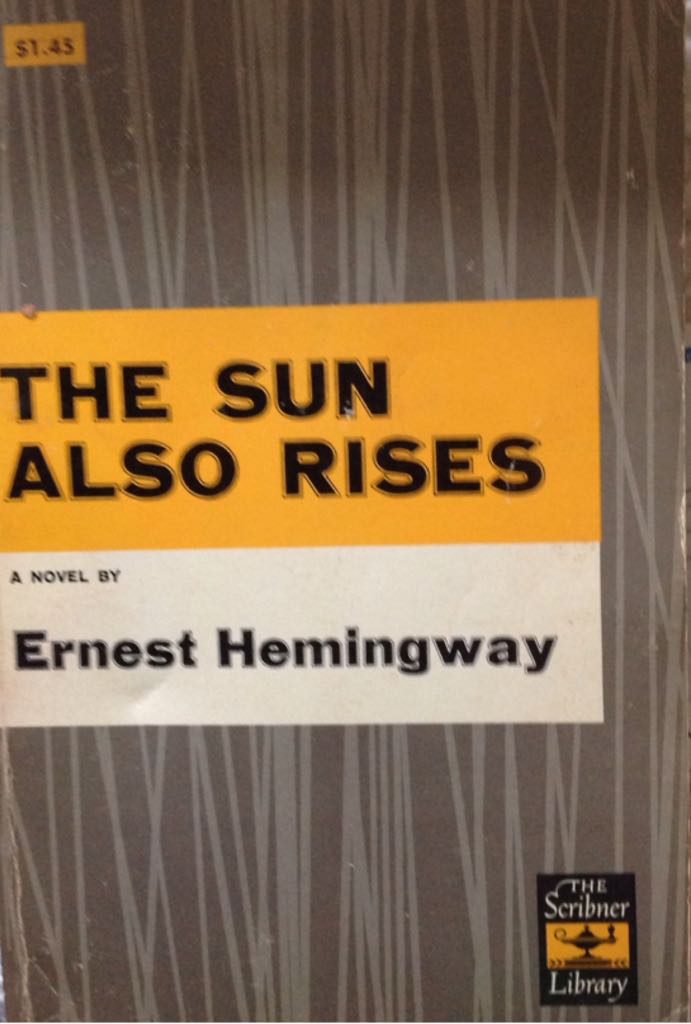 $1.45
THE SUN
ALSO RISES
A NOVEL BY
Ernest Hemingway
THE
Scribner
Library